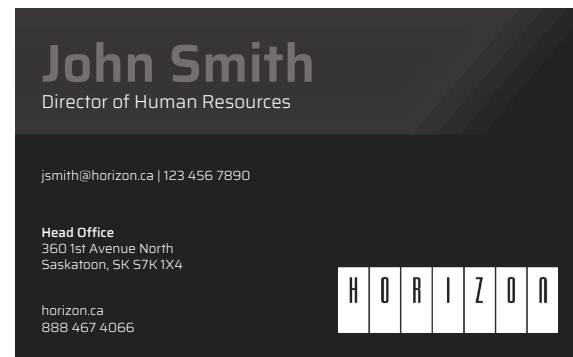 John Smith
Director of Human Resources
jsmith@horizon.ca | 123 456 7890
Head Office
360 1st Avenue North
Saskatoon, SK S7K 1X4
horizon.ca
888 467 4066
HORIZON